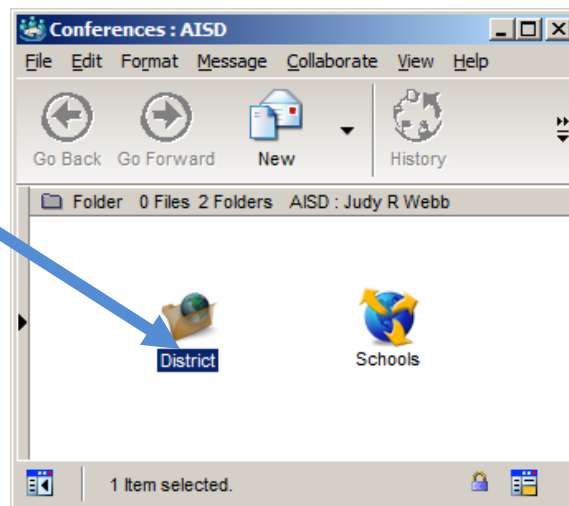 Conferences : AISD
File Edit Format Message Collaborate View Help
Go Back Go Forward New History
Folder 0 Files 2 Folders AISD : Judy R Webb
District Schools
1 Item selected.